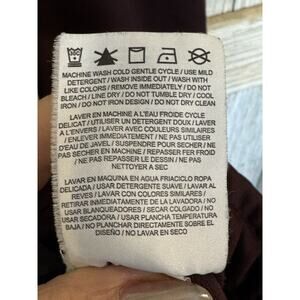 MACHINE WASH COLD GENTLE CYCLE / USE MILD
DETERGENT / WASH INSIDE OUT / WASH WITH
LIKE COLORS / REMOVE IMMEDIATELY / DO NOT
BLEACH / LINE DRY / DO NOT TUMBLE DRY / COOL
IRON / DO NOT IRON DESIGN / DO NOT DRY CLEAN
LAVER EN MACHINE A L'EAU FROIDE CYCLE
DELICAT / UTILISER UN DETERGENT DOUX / LAVER
A L'ENVERS / LAVER AVEC COULEURS SIMILAIRES
/ ENLEVER IMMEDIATEMENT / NE PAS UTILISER
D'EAU DE JAVEL / SUSPENDRE POUR SECHER / NE
PAS SECHER EN MACHINE / REPASSER FER FROID
/ NE PAS REPASSER LE DESSIN / NE PAS
NETTOYER A SEC
LAVAR EN MAQUINA EN AGUA FRIA/CICLO ROPA
DELICADA / USAR DETERGENTE SUAVE / LAVAR AL
REVES / LAVAR CON COLORES SIMILARES /
RETIRAR INMEDIATAMENTE DE LA LAVADORA / NO
USAR BLANQUEADORES / SECAR COLGADO / NO
USAR SECADORA / USAR PLANCHA TEMPERATURA
BAJA / NO PLANCHAR DIRECTAMENTE SOBRE EL
DISEÑO / NO LAVAR EN SECO